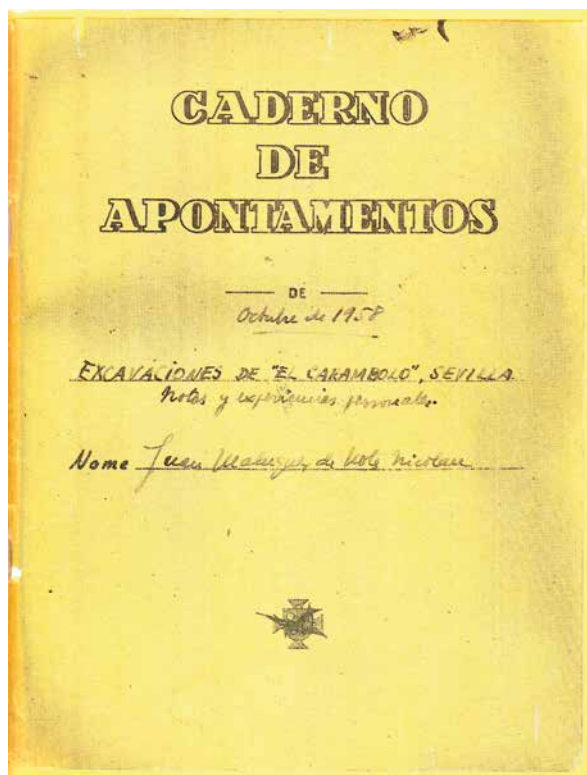 CADERNO
DE
APONTAMENTOS
DE
Octubre de 1958
EXCAVACIONES DE "EL CARAMBOLO", SEVILLA
Notas y experiencias personales.
Nome Juan Maluquer de Motes Nicolau